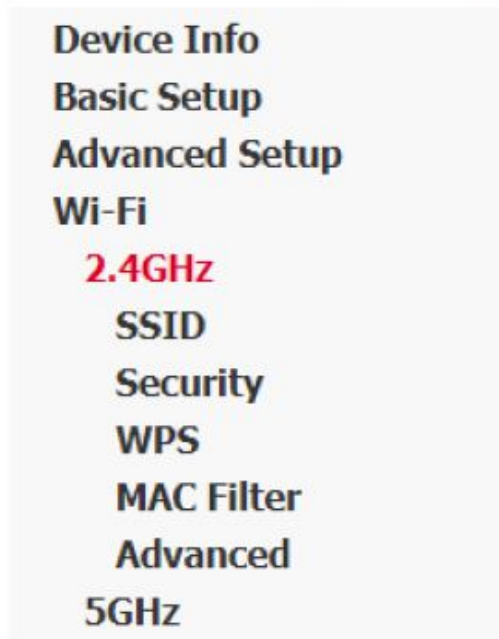 Device Info
Basic Setup
Advanced Setup
Wi-Fi
2.4GHz
SSID
Security
WPS
MAC Filter
Advanced
5GHz